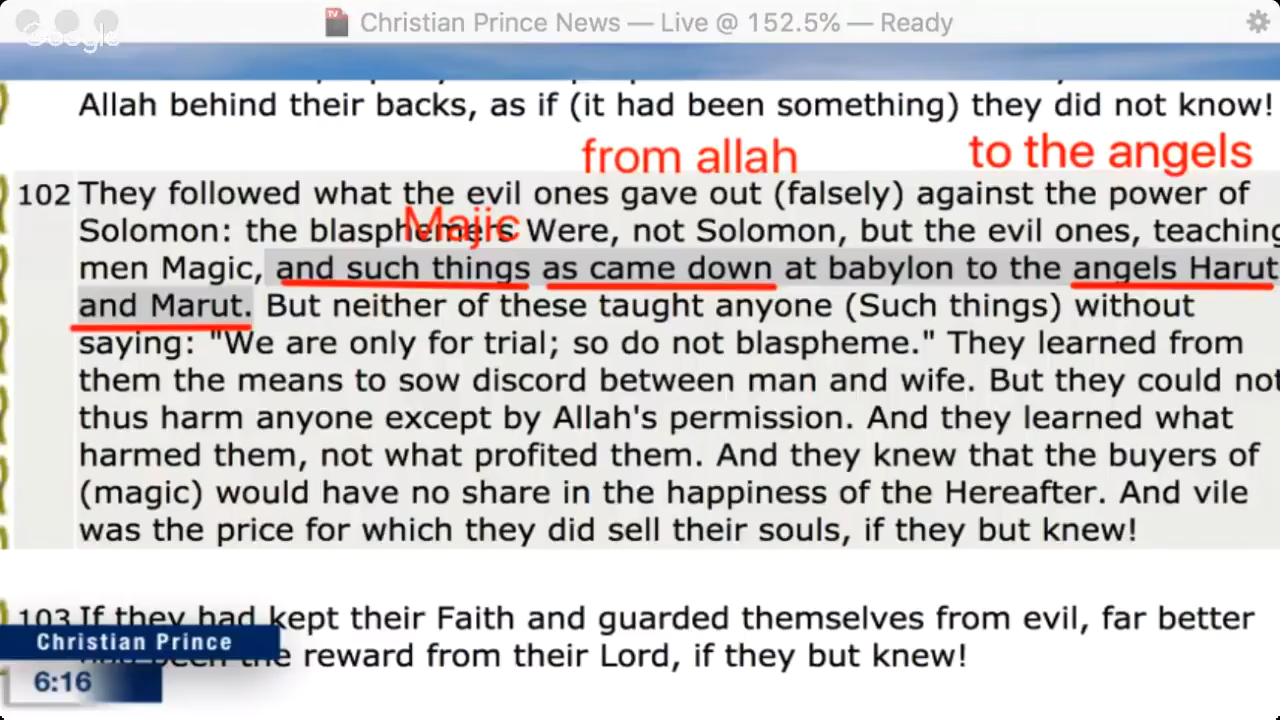 Christian Prince News — Live @ 152.5% — Ready
Google
Allah behind their backs, as if (it had been something) they did not know!
from allah
to the angels
102 They followed what the evil ones gave out (falsely) against the power of
Majic
Solomon: the blasphemers Were, not Solomon, but the evil ones, teaching
men Magic, and such things as came down at babylon to the angels Harut
and Marut. But neither of these taught anyone (Such things) without
saying: "We are only for trial; so do not blaspheme." They learned from
them the means to sow discord between man and wife. But they could not
thus harm anyone except by Allah's permission. And they learned what
harmed them, not what profited them. And they knew that the buyers of
(magic) would have no share in the happiness of the Hereafter. And vile
was the price for which they did sell their souls, if they but knew!
103 If they had kept their Faith and guarded themselves from evil, far better
been the reward from their Lord, if they but knew!
Christian Prince
6:16